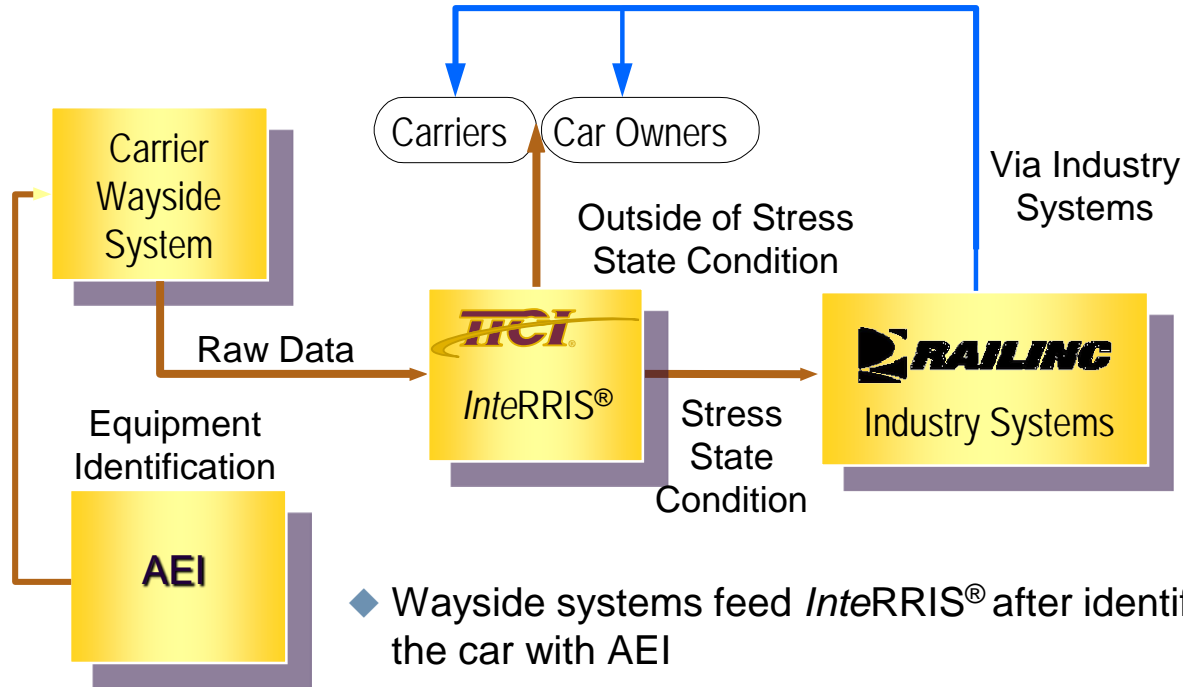 Carriers
Car Owners
Carrier
Wayside
System
Via Industry
Systems
Outside of Stress
State Condition
Raw Data
TTCI®
InteRRIS®
RAILINC
Industry Systems
Stress
State
Condition
Equipment
Identification
AEI
Wayside systems feed InteRRIS® after identif
the car with AEI